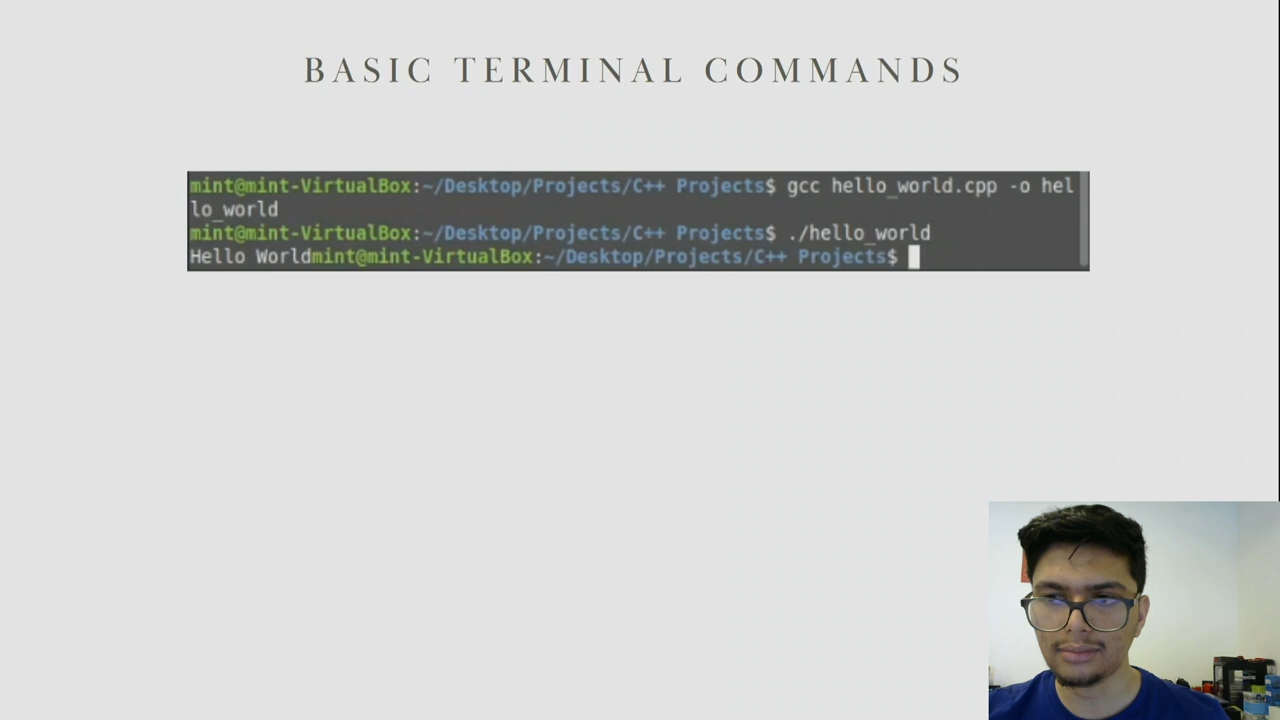 BASIC TERMINAL COMMANDS
mint@mint-VirtualBox:~/Desktop/Projects/C++ Projects$ gcc hello_world.cpp -o hel
lo_world
mint@mint-VirtualBox:~/Desktop/Projects/C++ Projects$ ./hello_world
Hello Worldmint@mint-VirtualBox:~/Desktop/Projects/C++ Projects$